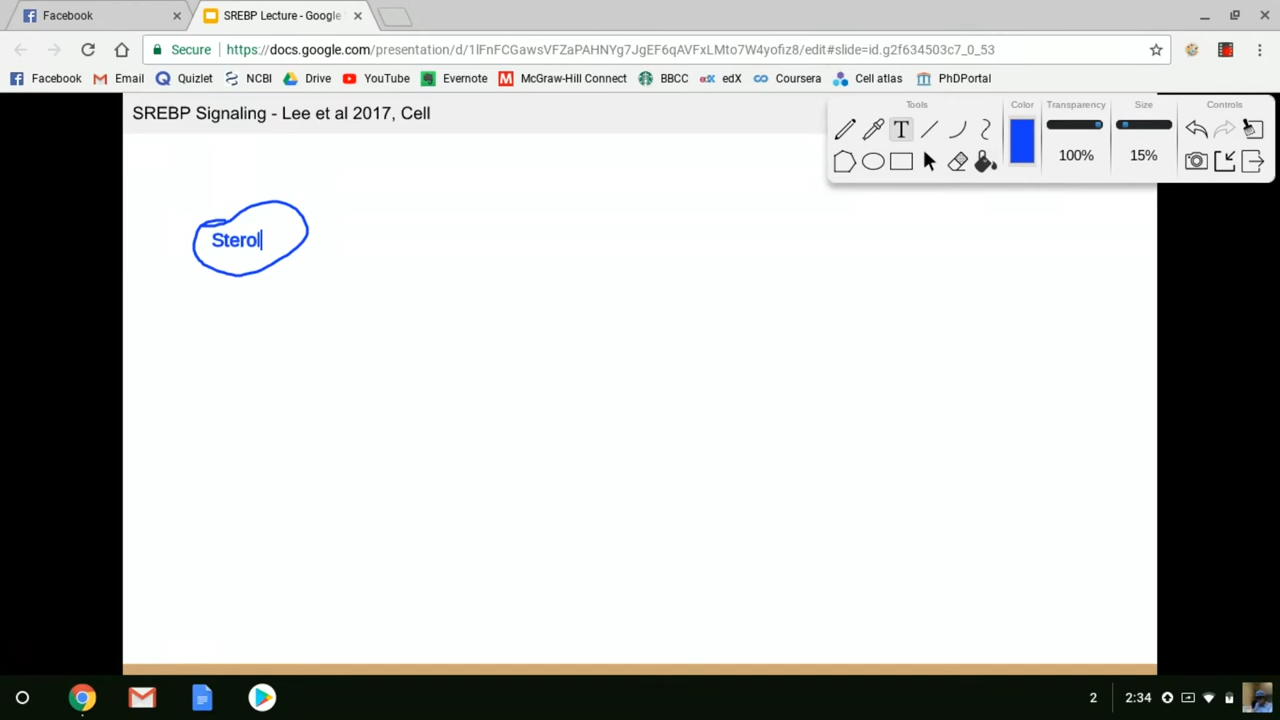 Facebook
SREBP Lecture - Google
Secure
https://docs.google.com/presentation/d/1lFnFCGawsVFZaPAHNYg7JgEF6qAVFxLMto7W4yofiz8/edit#slide=id.g2f634503c7_0_53
Facebook Email Quizlet NCBI Drive YouTube Evernote McGraw-Hill Connect BBCC edX Coursera Cell atlas PhDPortal
SREBP Signaling - Lee et al 2017, Cell
Tools Color Transparency Size Controls
T
100% 15%
Sterol
2 2:34